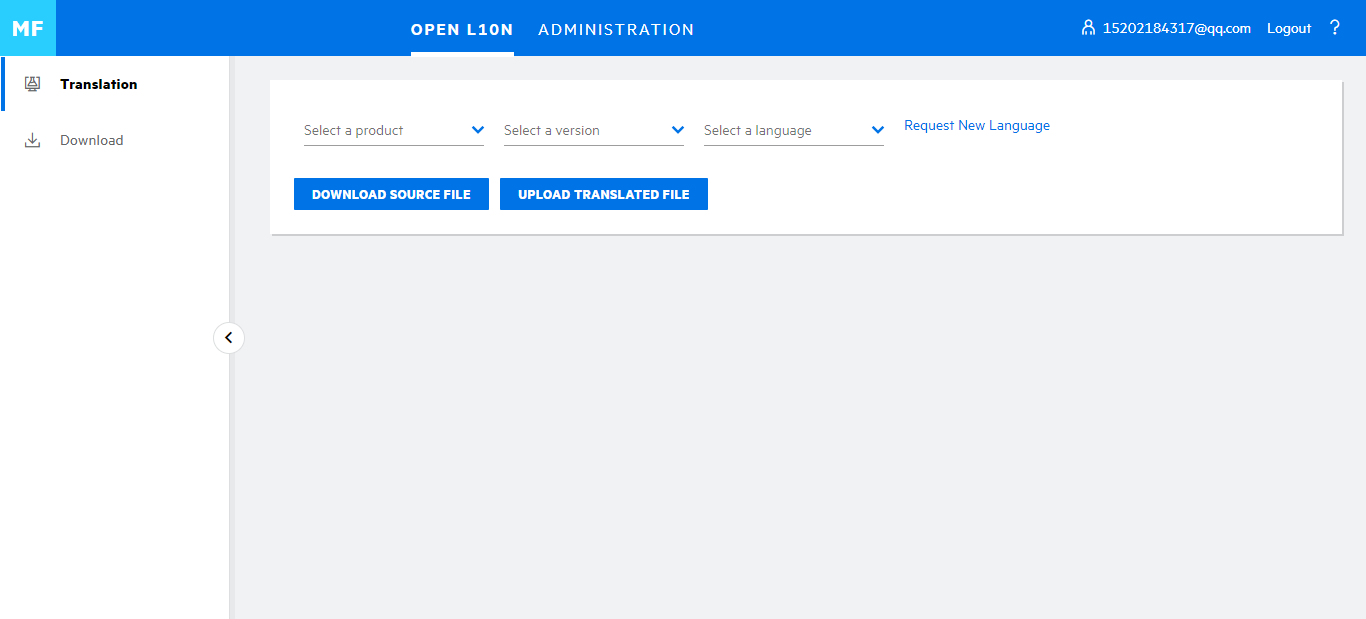 MF
OPEN L10N ADMINISTRATION
15202184317@qq.com Logout ?
Translation
Download
Select a product Select a version Select a language Request New Language
DOWNLOAD SOURCE FILE UPLOAD TRANSLATED FILE